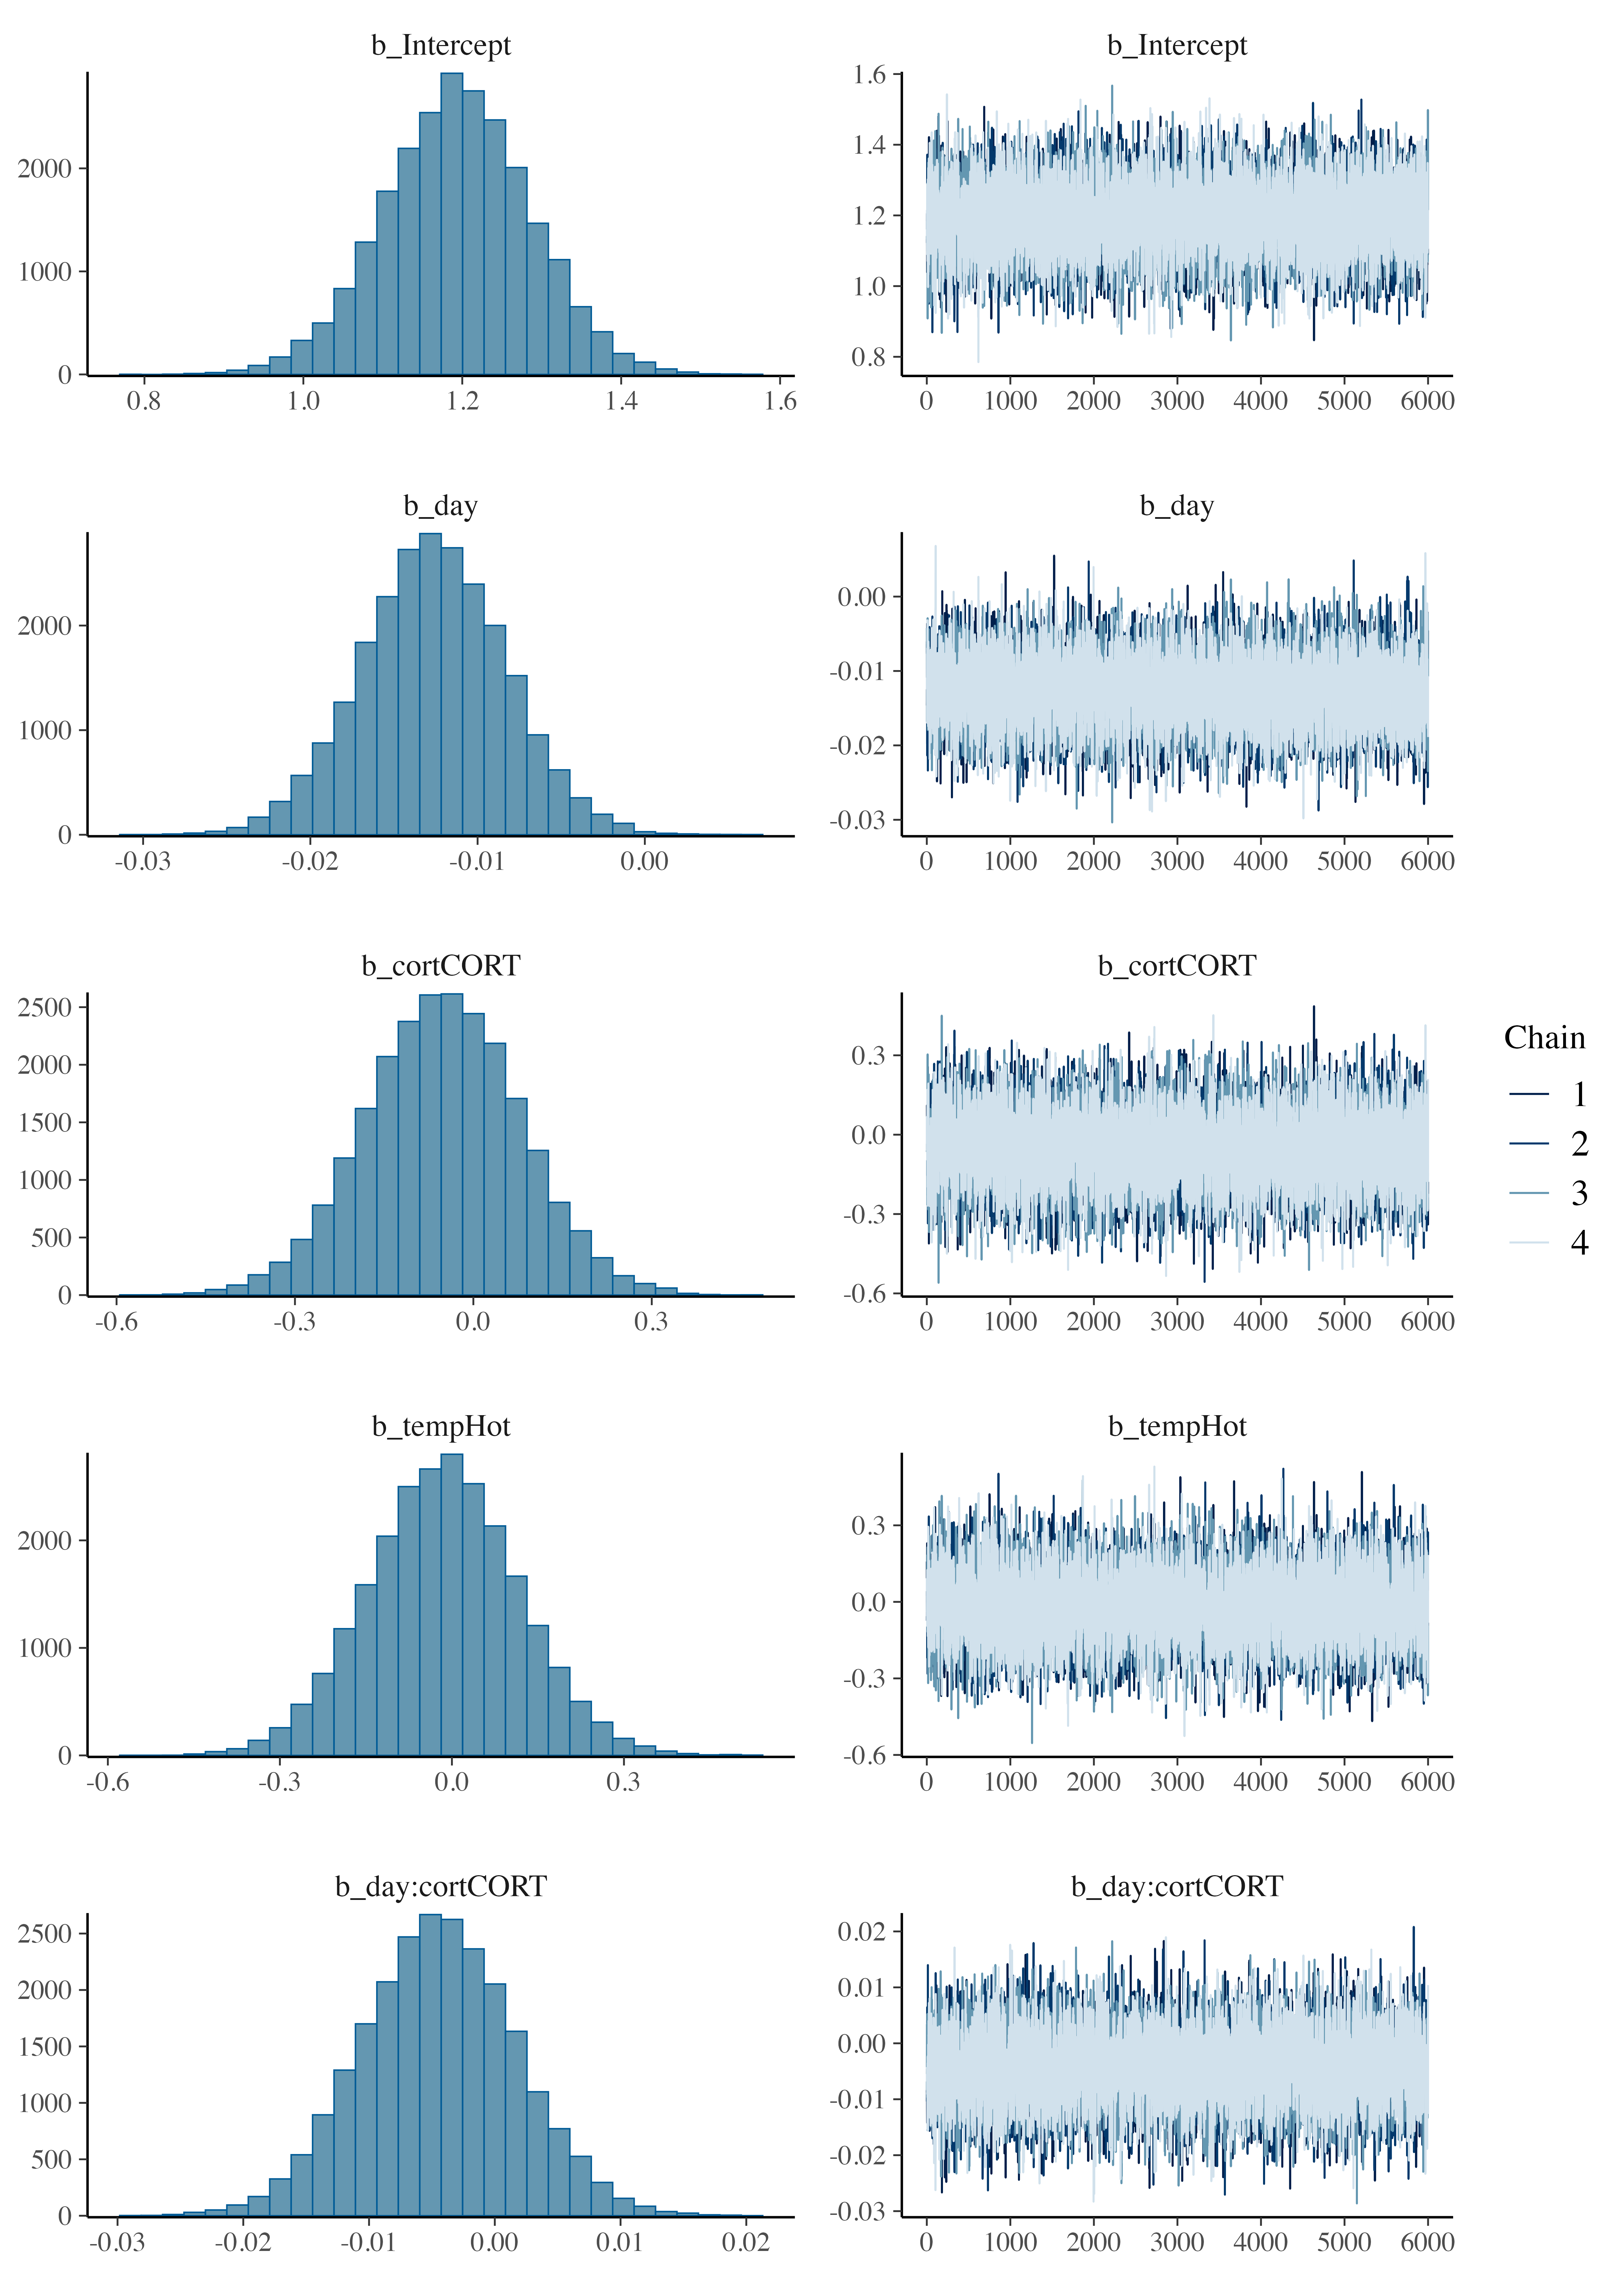 b_Intercept
b_Intercept
2000
1000
0
0.8 1.0 1.2 1.4 1.6
1.6
1.4
1.2
1.0
0.8
0 1000 2000 3000 4000 5000 6000
b_day
b_day
2000
1000
0
-0.03 -0.02 -0.01 0.00
0.00
-0.01
-0.02
-0.03
0 1000 2000 3000 4000 5000 6000
b_cortCORT
b_cortCORT
2500
2000
1500
1000
500
0
-0.6 -0.3 0.0 0.3
0.3
0.0
-0.3
-0.6
0 1000 2000 3000 4000 5000 6000
Chain
1
2
3
4
b_tempHot
b_tempHot
2000
1000
0
-0.6 -0.3 0.0 0.3
0.3
0.0
-0.3
-0.6
0 1000 2000 3000 4000 5000 6000
b_day:cortCORT
b_day:cortCORT
2500
2000
1500
1000
500
0
-0.03 -0.02 -0.01 0.00 0.01 0.02
0.02
0.01
0.00
-0.01
-0.02
-0.03
0 1000 2000 3000 4000 5000 6000